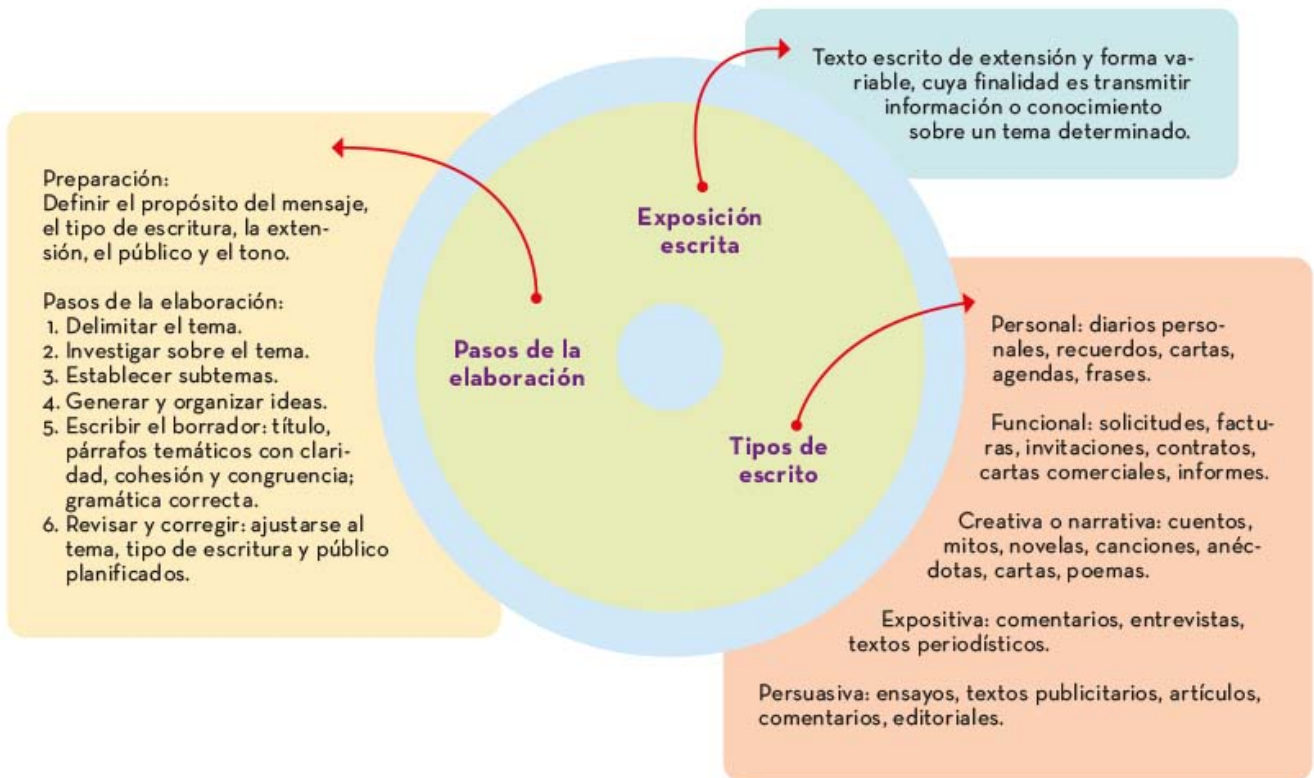 Exposición
escrita
Texto escrito de extensión y forma va-
riable, cuya finalidad es transmitir
información o conocimiento
sobre un tema determinado.
Pasos de la
elaboración
Preparación:
Definir el propósito del mensaje,
el tipo de escritura, la exten-
sión, el público y el tono.
Pasos de la elaboración:
1. Delimitar el tema.
2. Investigar sobre el tema.
3. Establecer subtemas.
4. Generar y organizar ideas.
5. Escribir el borrador: título,
párrafos temáticos con clari-
dad, cohesión y congruencia;
gramática correcta.
6. Revisar y corregir: ajustarse al
tema, tipo de escritura y público
planificados.
Tipos de
escrito
Personal: diarios perso-
nales, recuerdos, cartas,
agendas, frases.
Funcional: solicitudes, factu-
ras, invitaciones, contratos,
cartas comerciales, informes.
Creativa o narrativa: cuentos,
mitos, novelas, canciones, anéc-
dotas, cartas, poemas.
Expositiva: comentarios, entrevistas,
textos periodísticos.
Persuasiva: ensayos, textos publicitarios, artículos,
comentarios, editoriales.